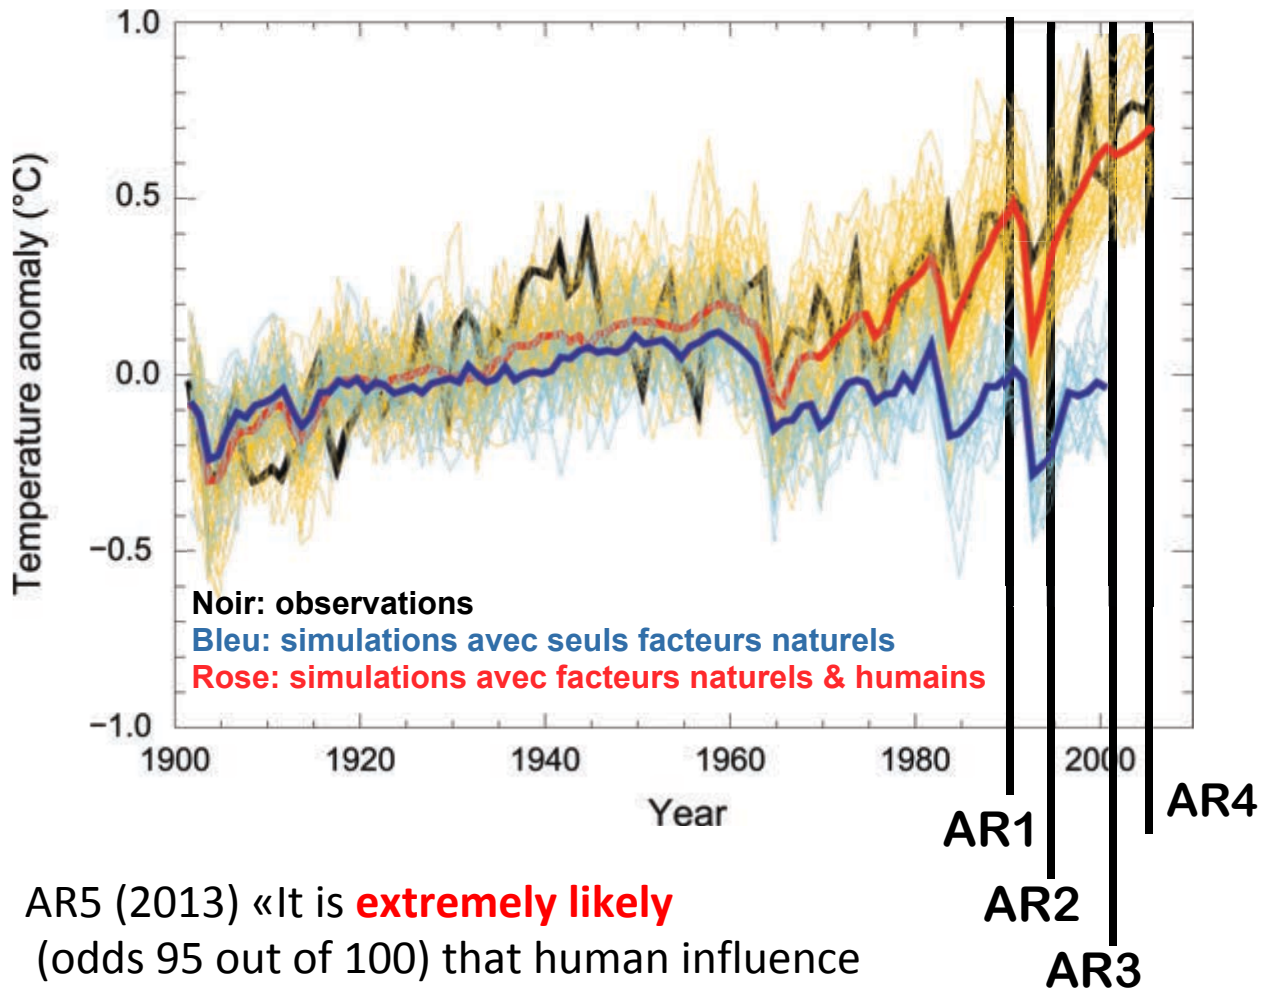 1.0
0.5
0.0
−0.5
−1.0
Temperature anomaly (°C)
Noir: observations
Bleu: simulations avec seuls facteurs naturels
Rose: simulations avec facteurs naturels & humains
1900 1920 1940 1960 1980 2000
Year
AR4
AR1
AR2
AR3
AR5 (2013) «It is extremely likely
(odds 95 out of 100) that human influence